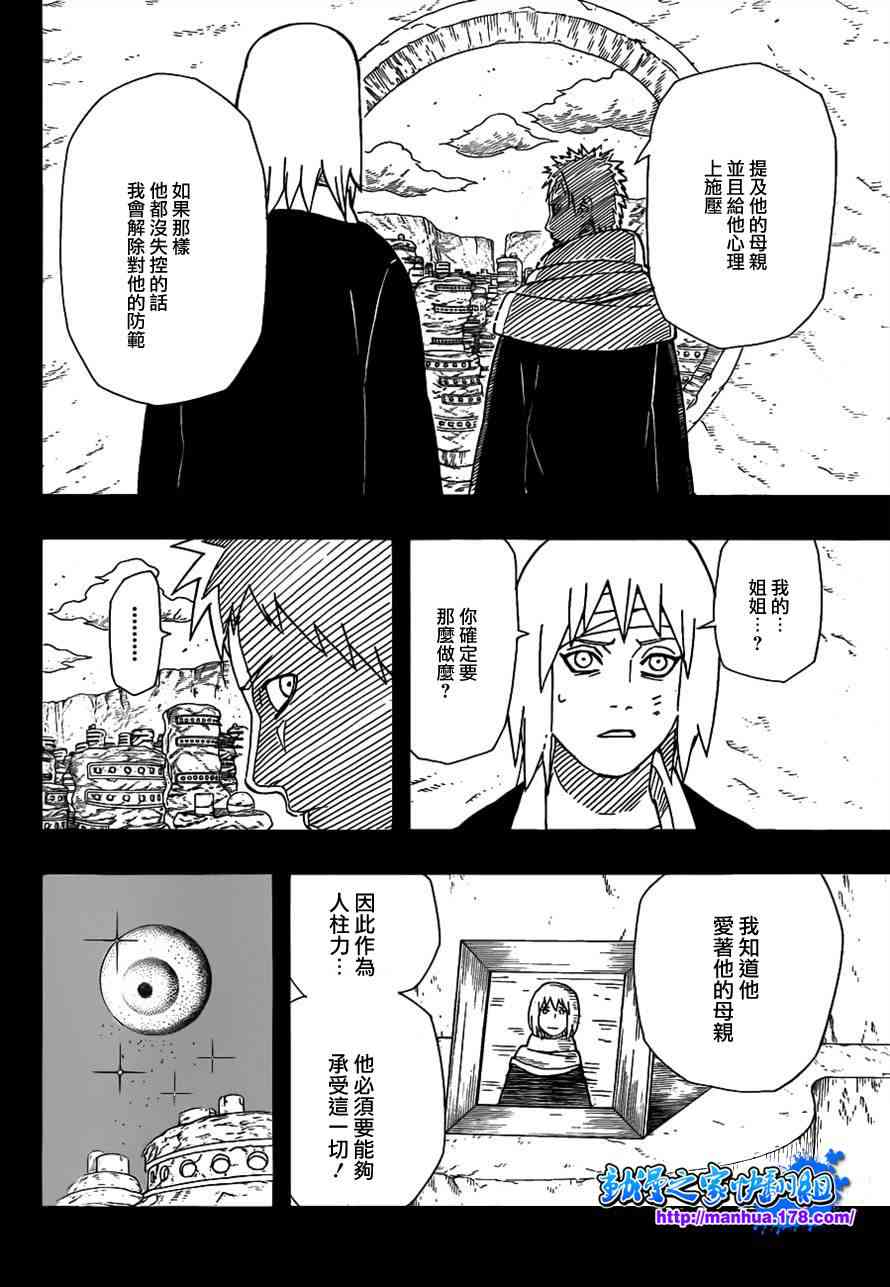 提及他的母親
並且給他心理
上施壓
如果那樣
他都沒失控的話
我會解除對他的防範
我的…
姐姐…?
你確定要
那麼做麼?
………
我知道他
愛著他的母親
因此作為
人柱力…
他必須要能夠
承受這一切!
動漫之家快翻組
http://manhua.178.com/